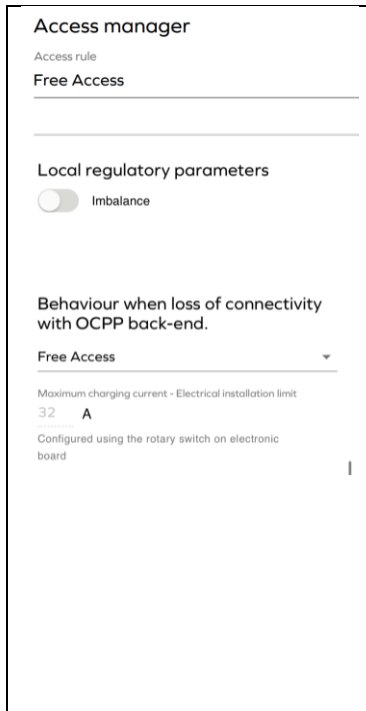 Access manager
Access rule
Free Access
Local regulatory parameters
Imbalance
Behaviour when loss of connectivity
with OCPP back-end.
Free Access
Maximum charging current - Electrical installation limit
32 A
Configured using the rotary switch on electronic
board